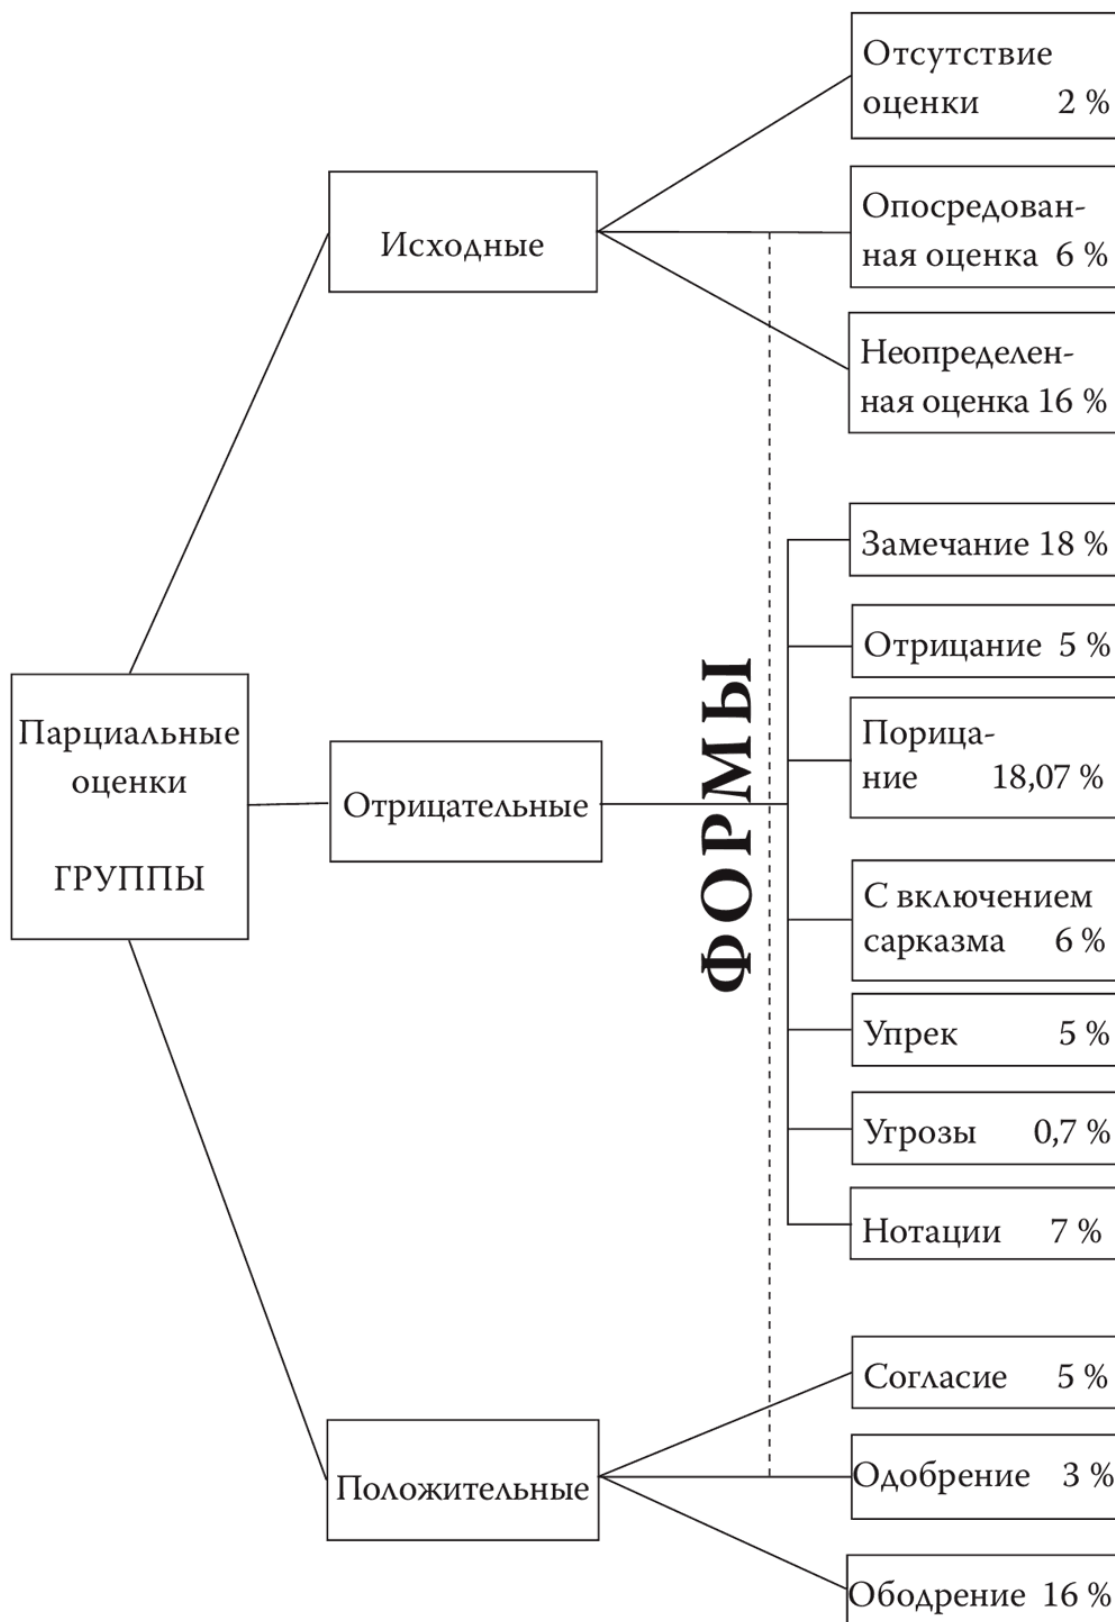 Отсутствие
оценки 2 %
Опосредован-
ная оценка 6 %
Исходные
Неопределен-
ная оценка 16 %
Замечание 18 %
Отрицание 5 %
Парциальные
оценки
ГРУППЫ
Отрицательные
ФОРМЫ
Порица-
ние 18,07 %
С включением
сарказма 6 %
Упрек 5 %
Угрозы 0,7 %
Нотации 7 %
Положительные
Согласие 5 %
Одобрение 3 %
Ободрение 16 %